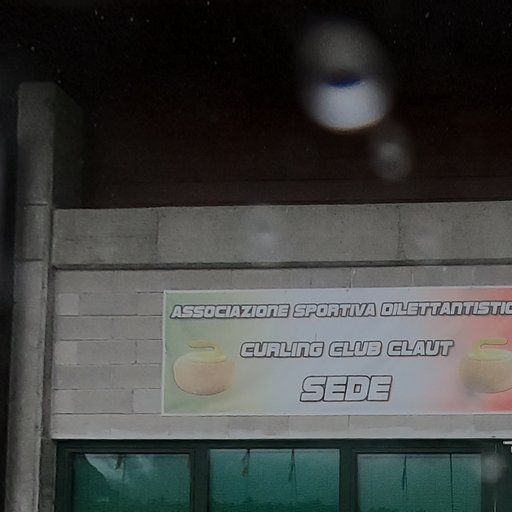 ASSOCIAZIONE SPORTIVA DILETTANTISTIC
CURLING CLUB CLAUT
SEDE